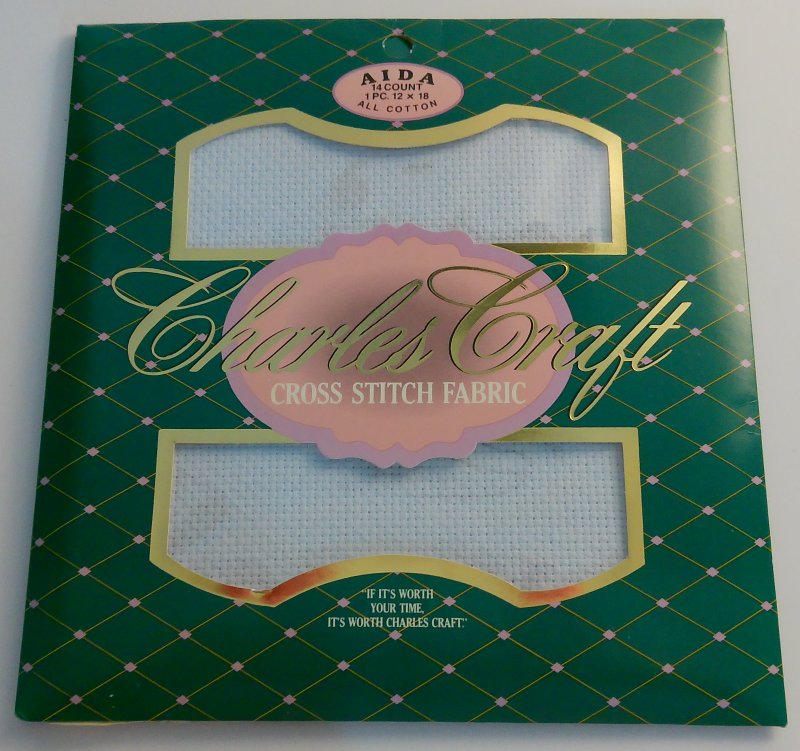 AIDA
14 COUNT
1 PC. 12 × 18
ALL COTTON
Charles Craft
CROSS STITCH FABRIC
"IF IT'S WORTH
YOUR TIME,
IT'S WORTH CHARLES CRAFT."